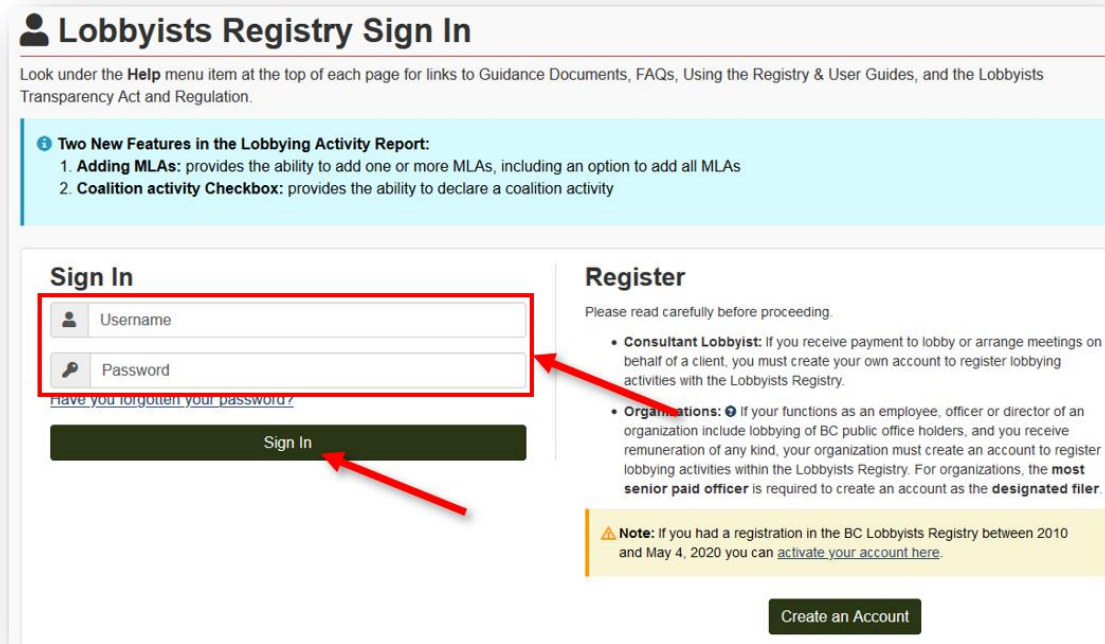 Lobbyists Registry Sign In
Look under the Help menu item at the top of each page for links to Guidance Documents, FAQs, Using the Registry & User Guides, and the Lobbyists
Transparency Act and Regulation.
Two New Features in the Lobbying Activity Report:
1. Adding MLAs: provides the ability to add one or more MLAs, including an option to add all MLAs
2. Coalition activity Checkbox: provides the ability to declare a coalition activity
Sign In
Username
Password
Have you forgotten your password?
Sign In
Register
Please read carefully before proceeding.
• Consultant Lobbyist: If you receive payment to lobby or arrange meetings on
behalf of a client, you must create your own account to register lobbying
activities with the Lobbyists Registry.
• Organizations: If your functions as an employee, officer or director of an
organization include lobbying of BC public office holders, and you receive
remuneration of any kind, your organization must create an account to register
lobbying activities within the Lobbyists Registry. For organizations, the most
senior paid officer is required to create an account as the designated filer.
Note: If you had a registration in the BC Lobbyists Registry between 2010
and May 4, 2020 you can activate your account here.
Create an Account